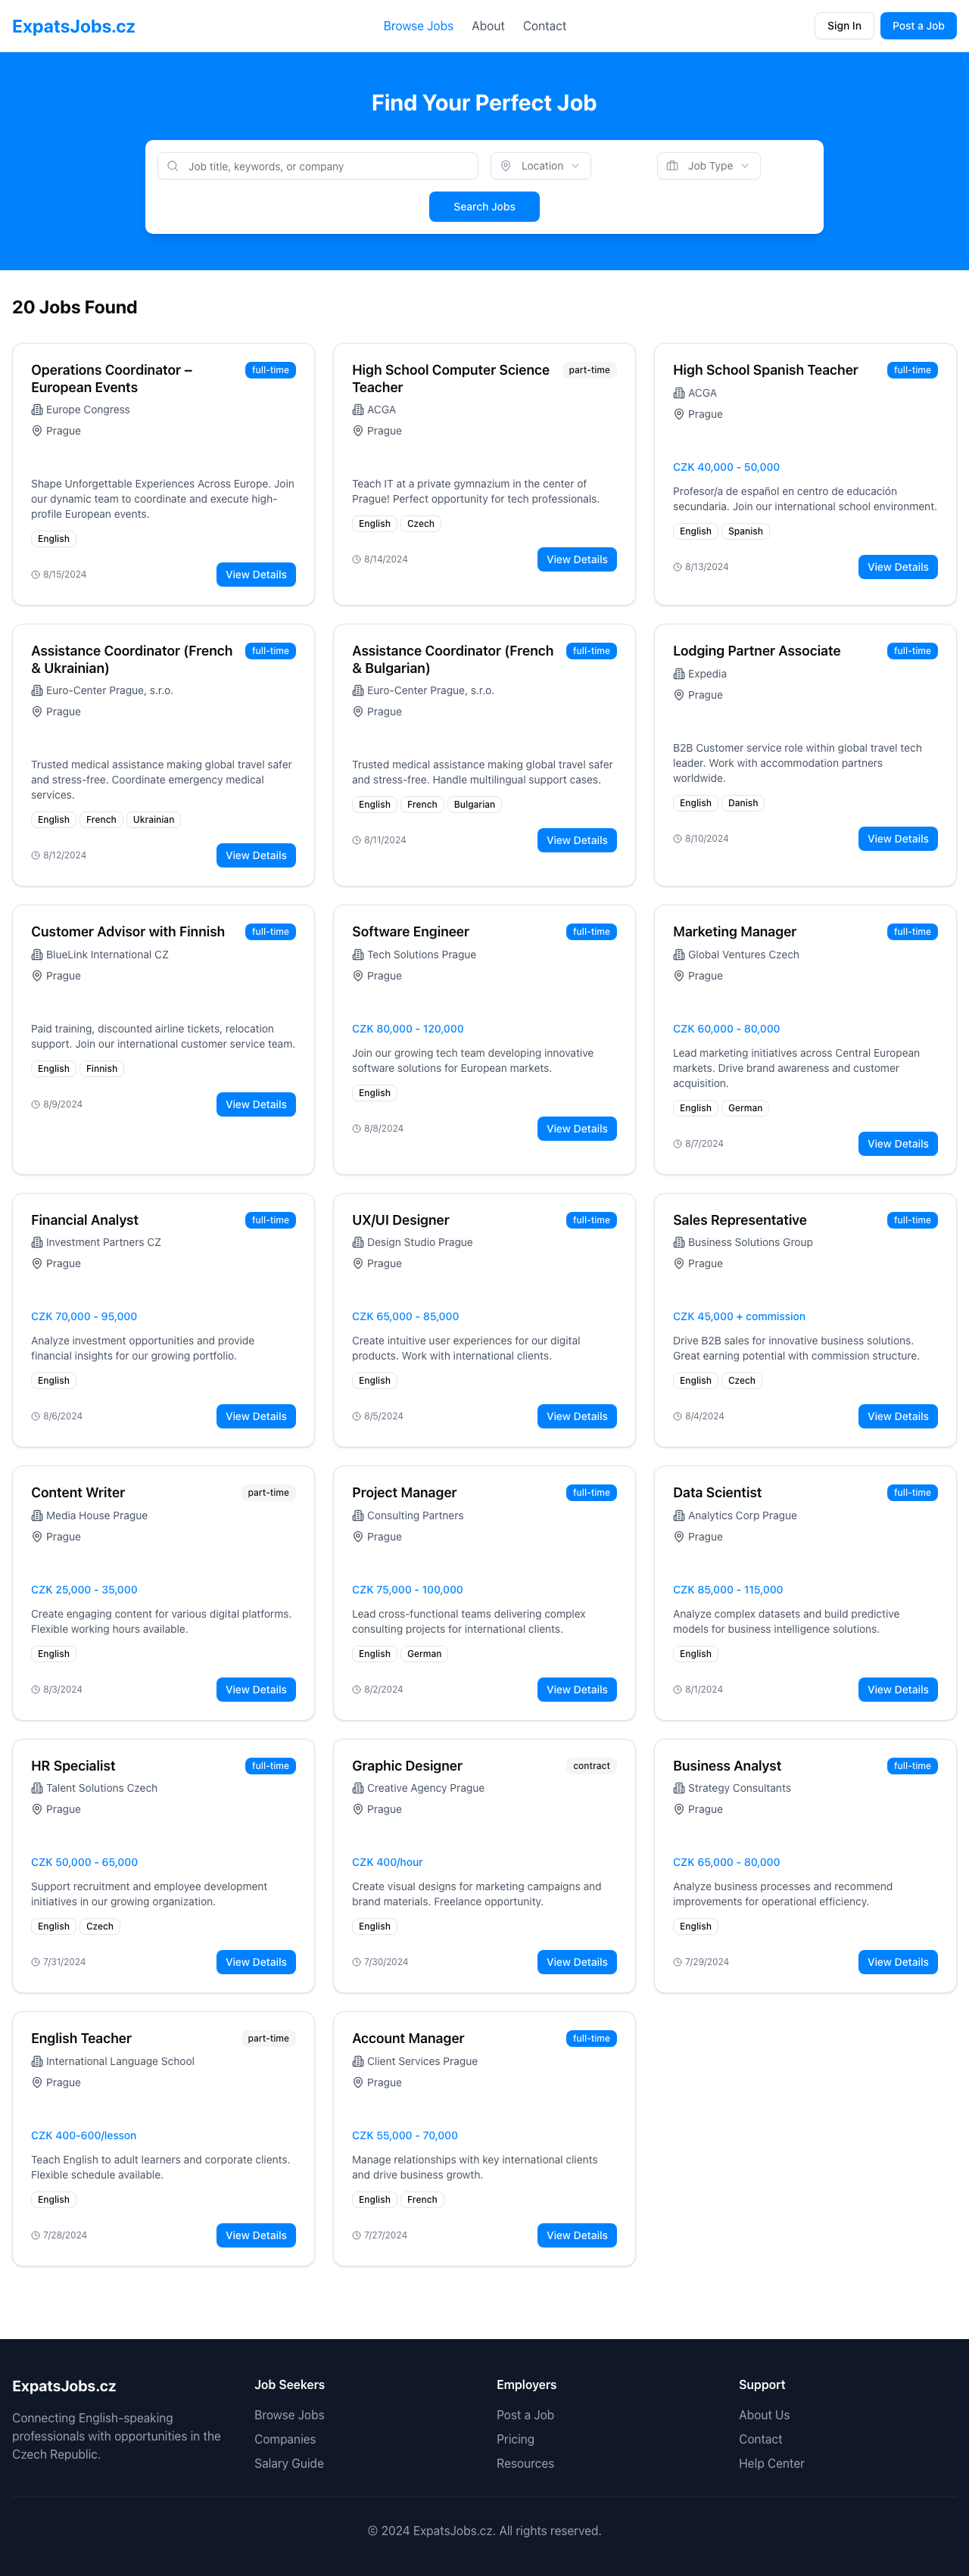 ExpatsJobs.cz
Browse Jobs
About
Contact
Sign In
Post a Job
Find Your Perfect Job
Job title, keywords, or company
Location
Job Type
Search Jobs
20 Jobs Found
Operations Coordinator –
European Events
full-time
Europe Congress
Prague
Shape Unforgettable Experiences Across Europe. Join
our dynamic team to coordinate and execute high-
profile European events.
English
8/15/2024
View Details
High School Computer Science
Teacher
part-time
ACGA
Prague
Teach IT at a private gymnazium in the center of
Prague! Perfect opportunity for tech professionals.
English
Czech
8/14/2024
View Details
High School Spanish Teacher
full-time
ACGA
Prague
CZK 40,000 - 50,000
Profesor/a de español en centro de educación
secundaria. Join our international school environment.
English
Spanish
8/13/2024
View Details
Assistance Coordinator (French
& Ukrainian)
full-time
Euro-Center Prague, s.r.o.
Prague
Trusted medical assistance making global travel safer
and stress-free. Coordinate emergency medical
services.
English
French
Ukrainian
8/12/2024
View Details
Assistance Coordinator (French
& Bulgarian)
full-time
Euro-Center Prague, s.r.o.
Prague
Trusted medical assistance making global travel safer
and stress-free. Handle multilingual support cases.
English
French
Bulgarian
8/11/2024
View Details
Lodging Partner Associate
full-time
Expedia
Prague
B2B Customer service role within global travel tech
leader. Work with accommodation partners
worldwide.
English
Danish
8/10/2024
View Details
Customer Advisor with Finnish
full-time
BlueLink International CZ
Prague
Paid training, discounted airline tickets, relocation
support. Join our international customer service team.
English
Finnish
8/9/2024
View Details
Software Engineer
full-time
Tech Solutions Prague
Prague
CZK 80,000 - 120,000
Join our growing tech team developing innovative
software solutions for European markets.
English
8/8/2024
View Details
Marketing Manager
full-time
Global Ventures Czech
Prague
CZK 60,000 - 80,000
Lead marketing initiatives across Central European
markets. Drive brand awareness and customer
acquisition.
English
German
8/7/2024
View Details
Financial Analyst
full-time
Investment Partners CZ
Prague
CZK 70,000 - 95,000
Analyze investment opportunities and provide
financial insights for our growing portfolio.
English
8/6/2024
View Details
UX/UI Designer
full-time
Design Studio Prague
Prague
CZK 65,000 - 85,000
Create intuitive user experiences for our digital
products. Work with international clients.
English
8/5/2024
View Details
Sales Representative
full-time
Business Solutions Group
Prague
CZK 45,000 + commission
Drive B2B sales for innovative business solutions.
Great earning potential with commission structure.
English
Czech
8/4/2024
View Details
Content Writer
part-time
Media House Prague
Prague
CZK 25,000 - 35,000
Create engaging content for various digital platforms.
Flexible working hours available.
English
8/3/2024
View Details
Project Manager
full-time
Consulting Partners
Prague
CZK 75,000 - 100,000
Lead cross-functional teams delivering complex
consulting projects for international clients.
English
German
8/2/2024
View Details
Data Scientist
full-time
Analytics Corp Prague
Prague
CZK 85,000 - 115,000
Analyze complex datasets and build predictive
models for business intelligence solutions.
English
8/1/2024
View Details
HR Specialist
full-time
Talent Solutions Czech
Prague
CZK 50,000 - 65,000
Support recruitment and employee development
initiatives in our growing organization.
English
Czech
7/31/2024
View Details
Graphic Designer
contract
Creative Agency Prague
Prague
CZK 400/hour
Create visual designs for marketing campaigns and
brand materials. Freelance opportunity.
English
7/30/2024
View Details
Business Analyst
full-time
Strategy Consultants
Prague
CZK 65,000 - 80,000
Analyze business processes and recommend
improvements for operational efficiency.
English
7/29/2024
View Details
English Teacher
part-time
International Language School
Prague
CZK 400-600/lesson
Teach English to adult learners and corporate clients.
Flexible schedule available.
English
7/28/2024
View Details
Account Manager
full-time
Client Services Prague
Prague
CZK 55,000 - 70,000
Manage relationships with key international clients
and drive business growth.
English
French
7/27/2024
View Details
ExpatsJobs.cz
Connecting English-speaking
professionals with opportunities in the
Czech Republic.
Job Seekers
Browse Jobs
Companies
Salary Guide
Employers
Post a Job
Pricing
Resources
Support
About Us
Contact
Help Center
© 2024 ExpatsJobs.cz. All rights reserved.